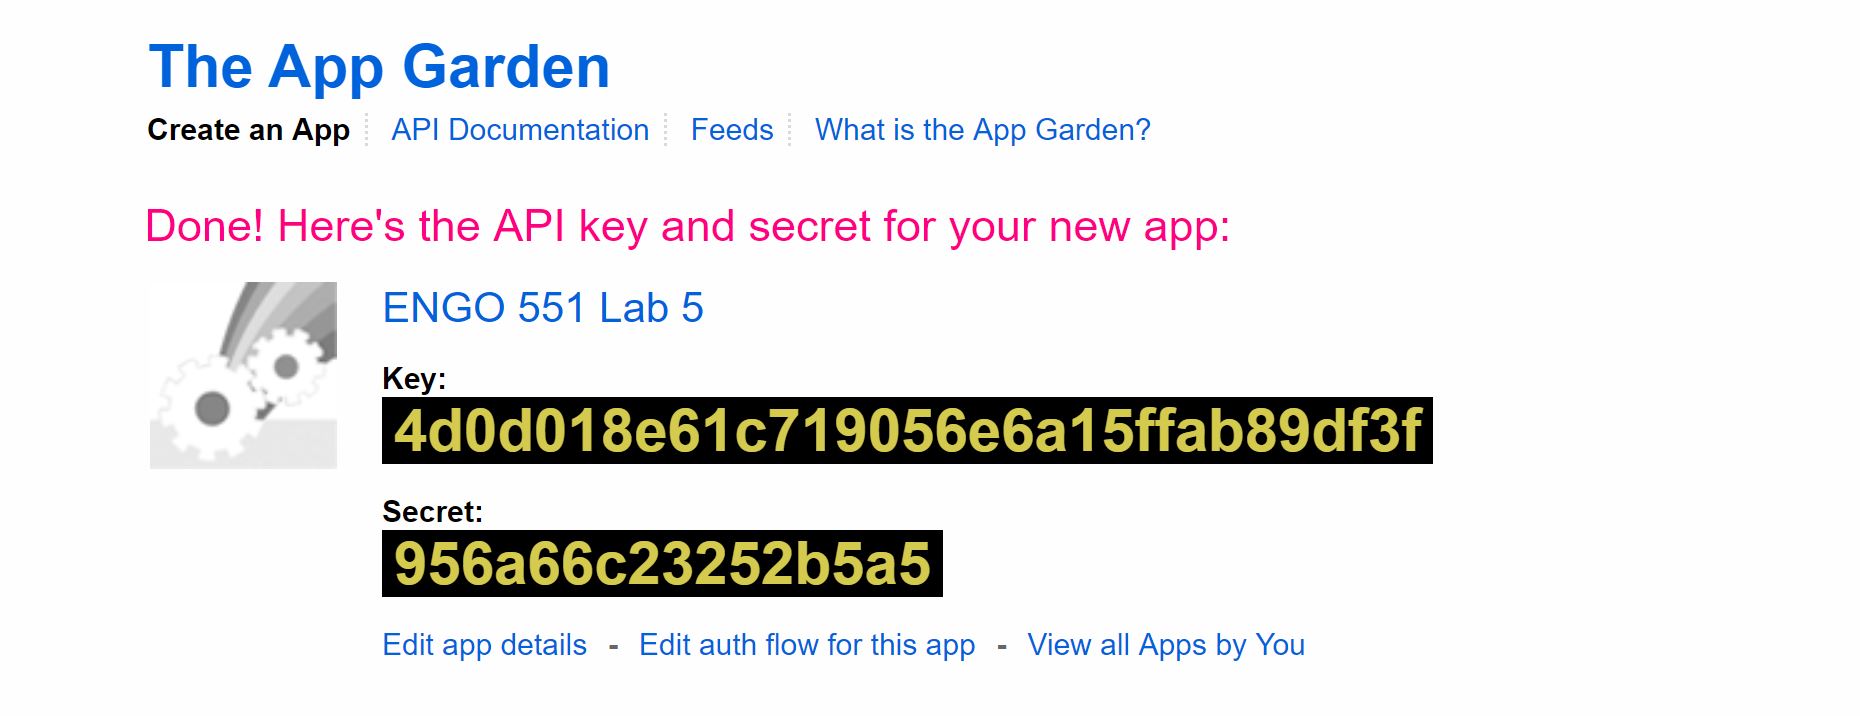 The App Garden
Create an App API Documentation Feeds What is the App Garden?
Done! Here's the API key and secret for your new app:
ENGO 551 Lab 5
Key:
4d0d018e61c719056e6a15ffab89df3f
Secret:
956a66c23252b5a5
Edit app details - Edit auth flow for this app - View all Apps by You